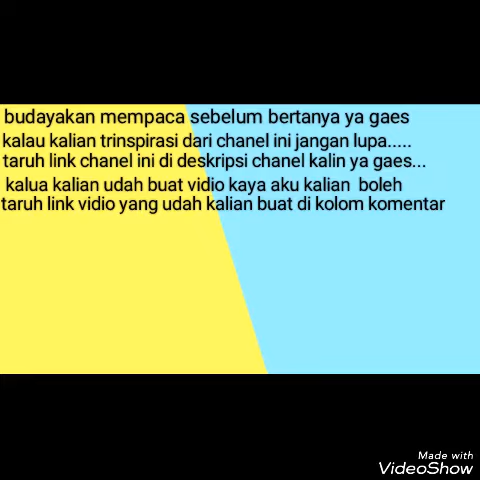 budayakan mempaca sebelum bertanya ya gaes
kalau kalian trinspirasi dari chanel ini jangan lupa.....
taruh link chanel ini di deskripsi chanel kalin ya gaes...
kalua kalian udah buat vidio kaya aku kalian boleh
taruh link vidio yang udah kalian buat di kolom komentar
Made with
VideoShow